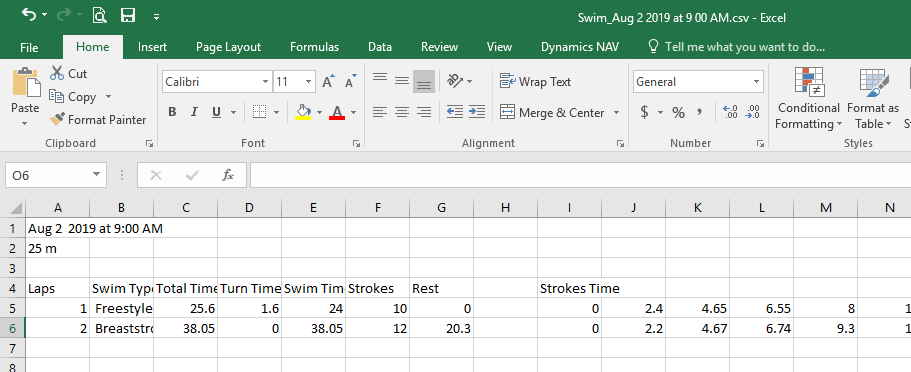 Swim_Aug 2 2019 at 9 00 AM.csv - Excel
File Home Insert Page Layout Formulas Data Review View Dynamics NAV Tell me what you want to do...
Cut
Copy
Format Painter
Paste
Clipboard
Calibri 11 A A
B I U A
Font
Wrap Text
Merge & Center
Alignment
General
$ % , .0 .00 .00 .0
Number
Conditional Formatting
Format as Table
Styles
O6 fx
A B C D E F G H I J K L M N
1 Aug 2 2019 at 9:00 AM
2 25 m
3
4 Laps Swim Typ Total Time Turn Time Swim Tim Strokes Rest Strokes Time
5 1 Freestyle 25.6 1.6 24 10 0 0 2.4 4.65 6.55 8 1
6 2 Breaststro 38.05 0 38.05 12 20.3 0 2.2 4.67 6.74 9.3 1
7
8